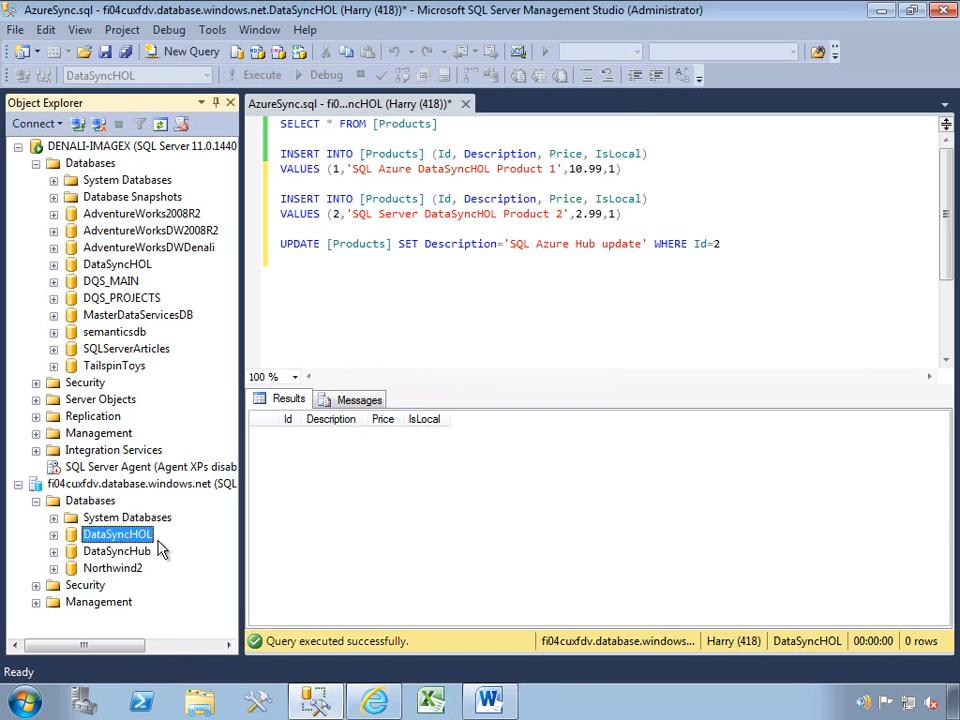 AzureSync.sql - fi04cuxfdv.database.windows.net.DataSyncHOL (Harry (418))* - Microsoft SQL Server Management Studio (Administrator)
File Edit View Project Debug Tools Window Help
New Query
DataSyncHOL Execute Debug
Object Explorer
AzureSync.sql - fi0...ncHOL (Harry (418))*
Connect
DENALI-IMAGEX (SQL Server 11.0.1440
Databases
System Databases
Database Snapshots
AdventureWorks2008R2
AdventureWorksDW2008R2
AdventureWorksDWDenali
DataSyncHOL
DQS_MAIN
DQS_PROJECTS
MasterDataServicesDB
semanticsdb
SQLServerArticles
TailspinToys
Security
Server Objects
Replication
Management
Integration Services
SQL Server Agent (Agent XPs disab
fi04cuxfdv.database.windows.net (SQL
Databases
System Databases
DataSyncHOL
DataSyncHub
Northwind2
Security
Management
SELECT * FROM [Products]
INSERT INTO [Products] (Id, Description, Price, IsLocal)
VALUES (1,'SQL Azure DataSyncHOL Product 1',10.99,1)
INSERT INTO [Products] (Id, Description, Price, IsLocal)
VALUES (2,'SQL Server DataSyncHOL Product 2',2.99,1)
UPDATE [Products] SET Description='SQL Azure Hub update' WHERE Id=2
100 %
Results Messages
Id Description Price IsLocal
Query executed successfully. fi04cuxfdv.database.windows... Harry (418) DataSyncHOL 00:00:00 0 rows
Ready